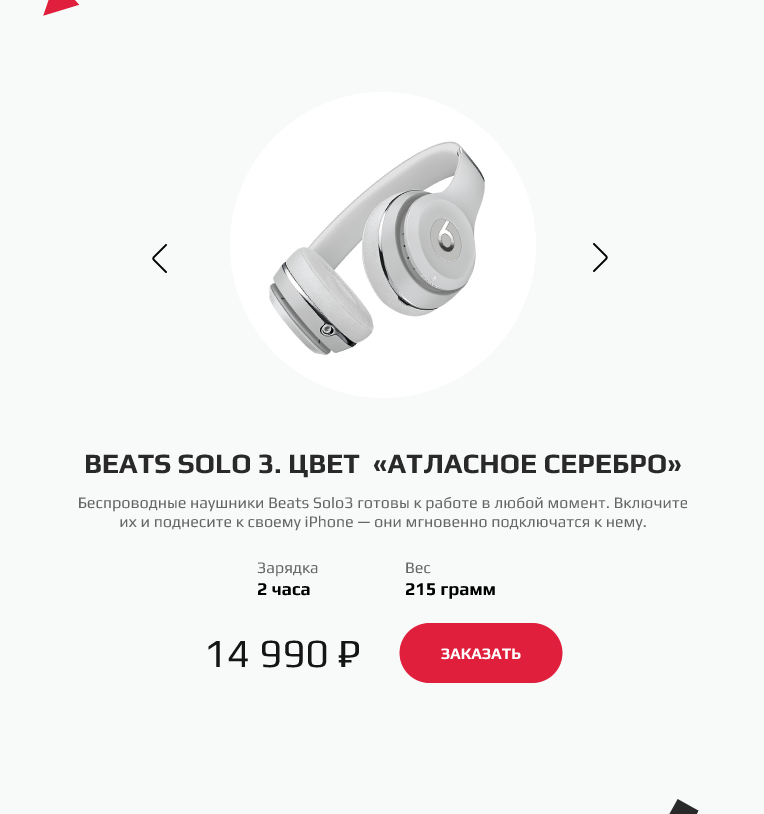 BEATS SOLO 3. ЦВЕТ «АТЛАСНОЕ СЕРЕБРО»
Беспроводные наушники Beats Solo3 готовы к работе в любой момент. Включите
их и поднесите к своему iPhone — они мгновенно подключатся к нему.
Зарядка Вес
2 часа 215 грамм
14 990 ₽ ЗАКАЗАТЬ